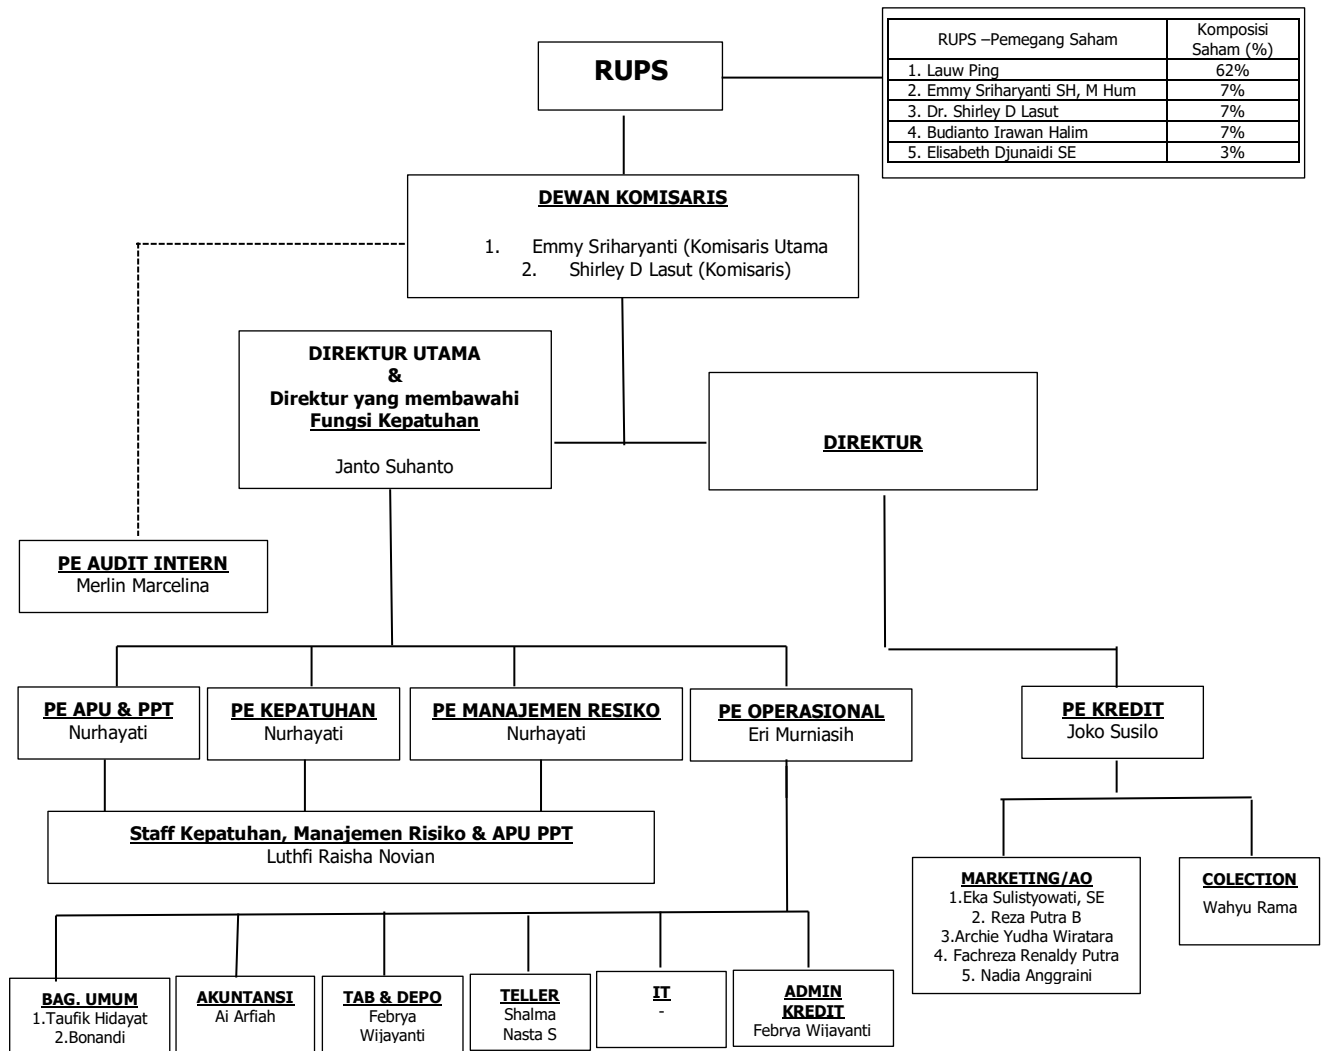 RUPS
RUPS –Pemegang Saham
Komposisi
Saham (%)
1. Lauw Ping 62%
2. Emmy Sriharyanti SH, M Hum 7%
3. Dr. Shirley D Lasut 7%
4. Budianto Irawan Halim 7%
5. Elisabeth Djunaidi SE 3%
DEWAN KOMISARIS
1. Emmy Sriharyanti (Komisaris Utama
2. Shirley D Lasut (Komisaris)
DIREKTUR UTAMA
&
Direktur yang membawahi
Fungsi Kepatuhan
Janto Suhanto
DIREKTUR
PE AUDIT INTERN
Merlin Marcelina
PE APU & PPT
Nurhayati
PE KEPATUHAN
Nurhayati
PE MANAJEMEN RESIKO
Nurhayati
PE OPERASIONAL
Eri Murniasih
PE KREDIT
Joko Susilo
Staff Kepatuhan, Manajemen Risiko & APU PPT
Luthfi Raisha Novian
MARKETING/AO
1.Eka Sulistyowati, SE
2. Reza Putra B
3.Archie Yudha Wiratara
4. Fachreza Renaldy Putra
5. Nadia Anggraini
COLECTION
Wahyu Rama
BAG. UMUM
1.Taufik Hidayat
2.Bonandi
AKUNTANSI
Ai Arfiah
TAB & DEPO
Febrya
Wijayanti
TELLER
Shalma
Nasta S
IT
-
ADMIN
KREDIT
Febrya Wijayanti